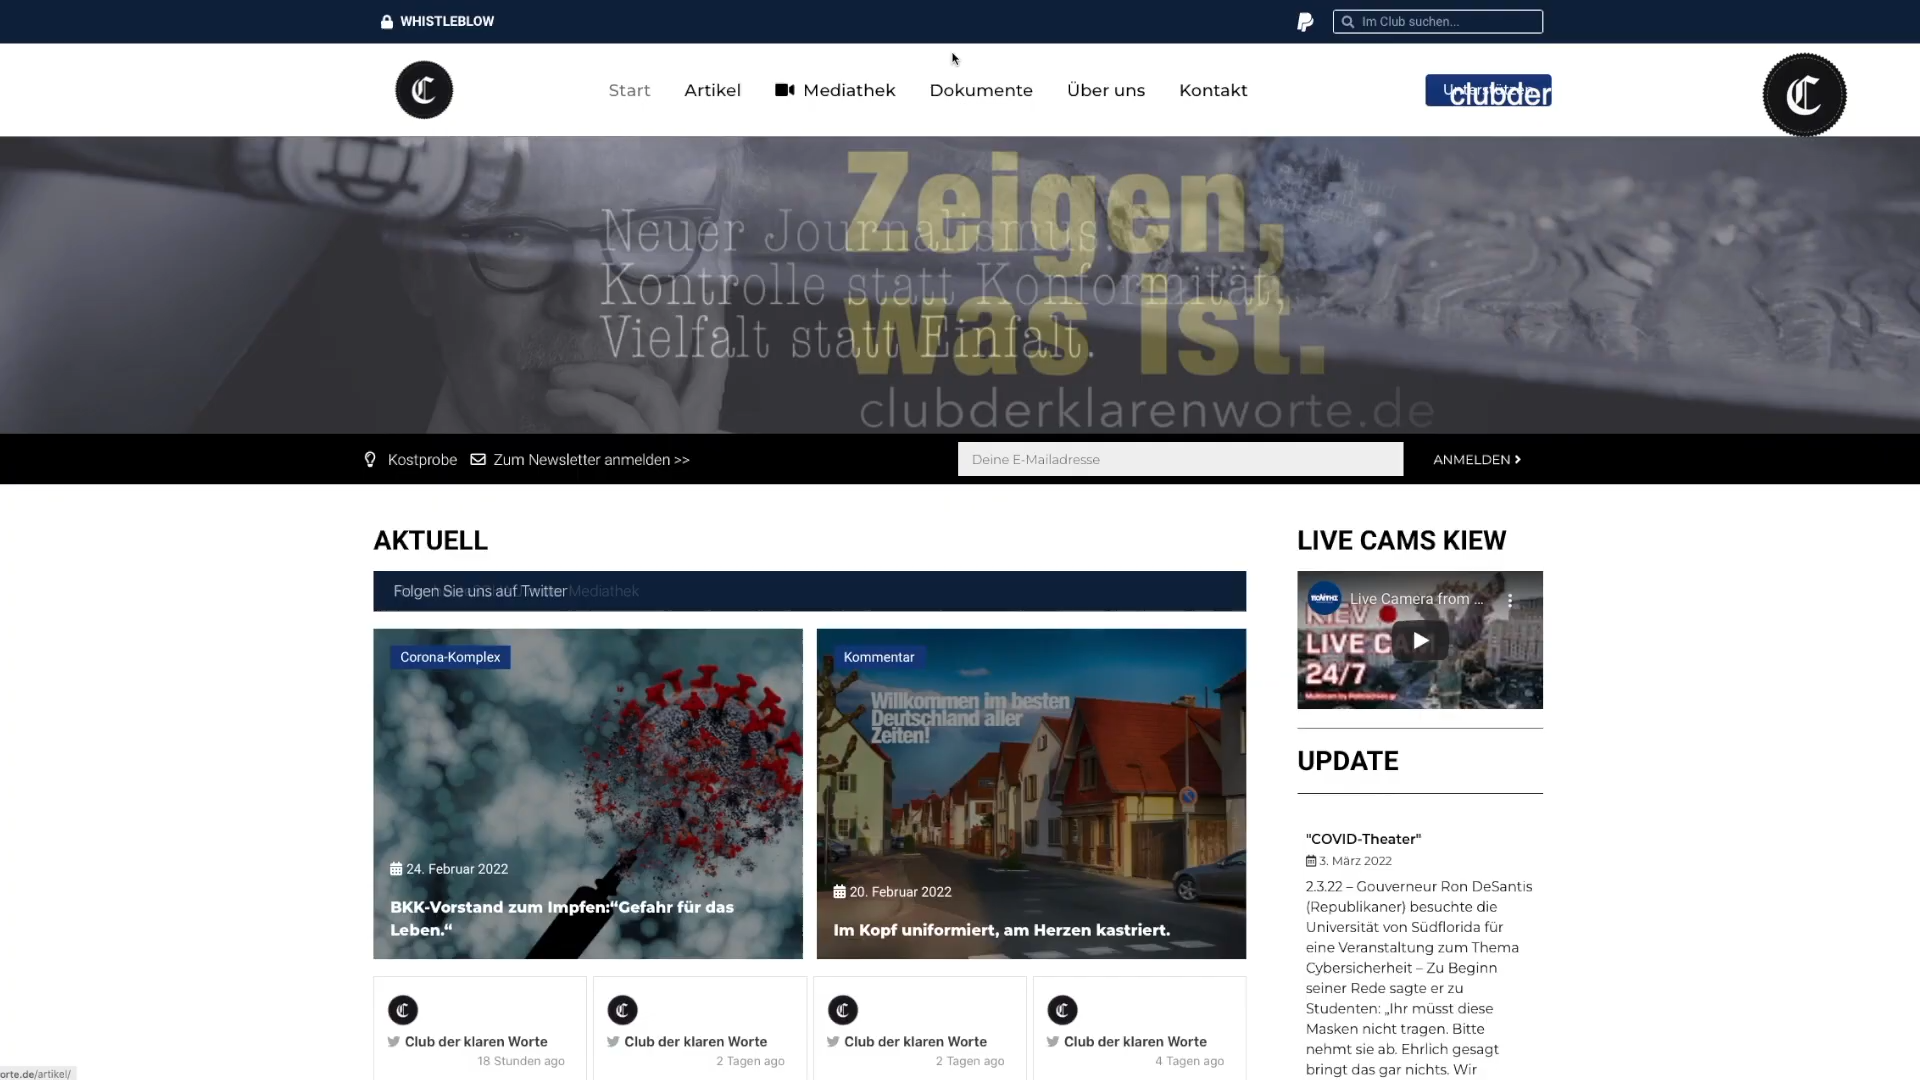 WHISTLEBLOW
Im Club suchen...
Start
Artikel
Mediathek
Dokumente
Über uns
Kontakt
clubder
Zeigen,
was ist.
Neuer Journalismus.
Kontrolle statt Konformität,
Vielfalt statt Einfalt.
clubderklarenworte.de
Kostprobe
Zum Newsletter anmelden >>
Deine E-Mailadresse
ANMELDEN
AKTUELL
Folgen Sie uns auf Twitter
Mediathek
Corona-Komplex
24. Februar 2022
BKK-Vorstand zum Impfen:“Gefahr für das
Leben.“
Kommentar
Willkommen im besten
Deutschland aller
Zeiten!
20. Februar 2022
Im Kopf uniformiert, am Herzen kastriert.
Club der klaren Worte
18 Stunden ago
Club der klaren Worte
2 Tagen ago
Club der klaren Worte
2 Tagen ago
Club der klaren Worte
4 Tagen ago
LIVE CAMS KIEW
Live Camera from ...
KIEV
LIVE
24/7
UPDATE
"COVID-Theater"
3. März 2022
2.3.22 – Gouverneur Ron DeSantis
(Republikaner) besuchte die
Universität von Südflorida für
eine Veranstaltung zum Thema
Cybersicherheit – Zu Beginn
seiner Rede sagte er zu
Studenten: „Ihr müsst diese
Masken nicht tragen. Bitte
nehmt sie ab. Ehrlich gesagt
bringt das gar nichts. Wir
orte.de/artikel/